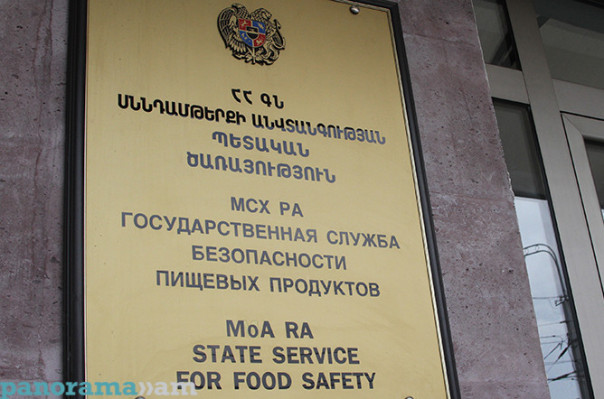 ՀՀ ԳՆ
ՍՆՆԴԱՄԹԵՐՔԻ ԱՆՎՏԱՆԳՈՒԹՅԱՆ
ՊԵՏԱԿԱՆ
ԾԱՌԱՅՈՒԹՅՈՒՆ
МСХ РА
ГОСУДАРСТВЕННАЯ СЛУЖБА
БЕЗОПАСНОСТИ
ПИЩЕВЫХ ПРОДУКТОВ
MoA RA
STATE SERVICE
FOR FOOD SAFETY
panorama»am